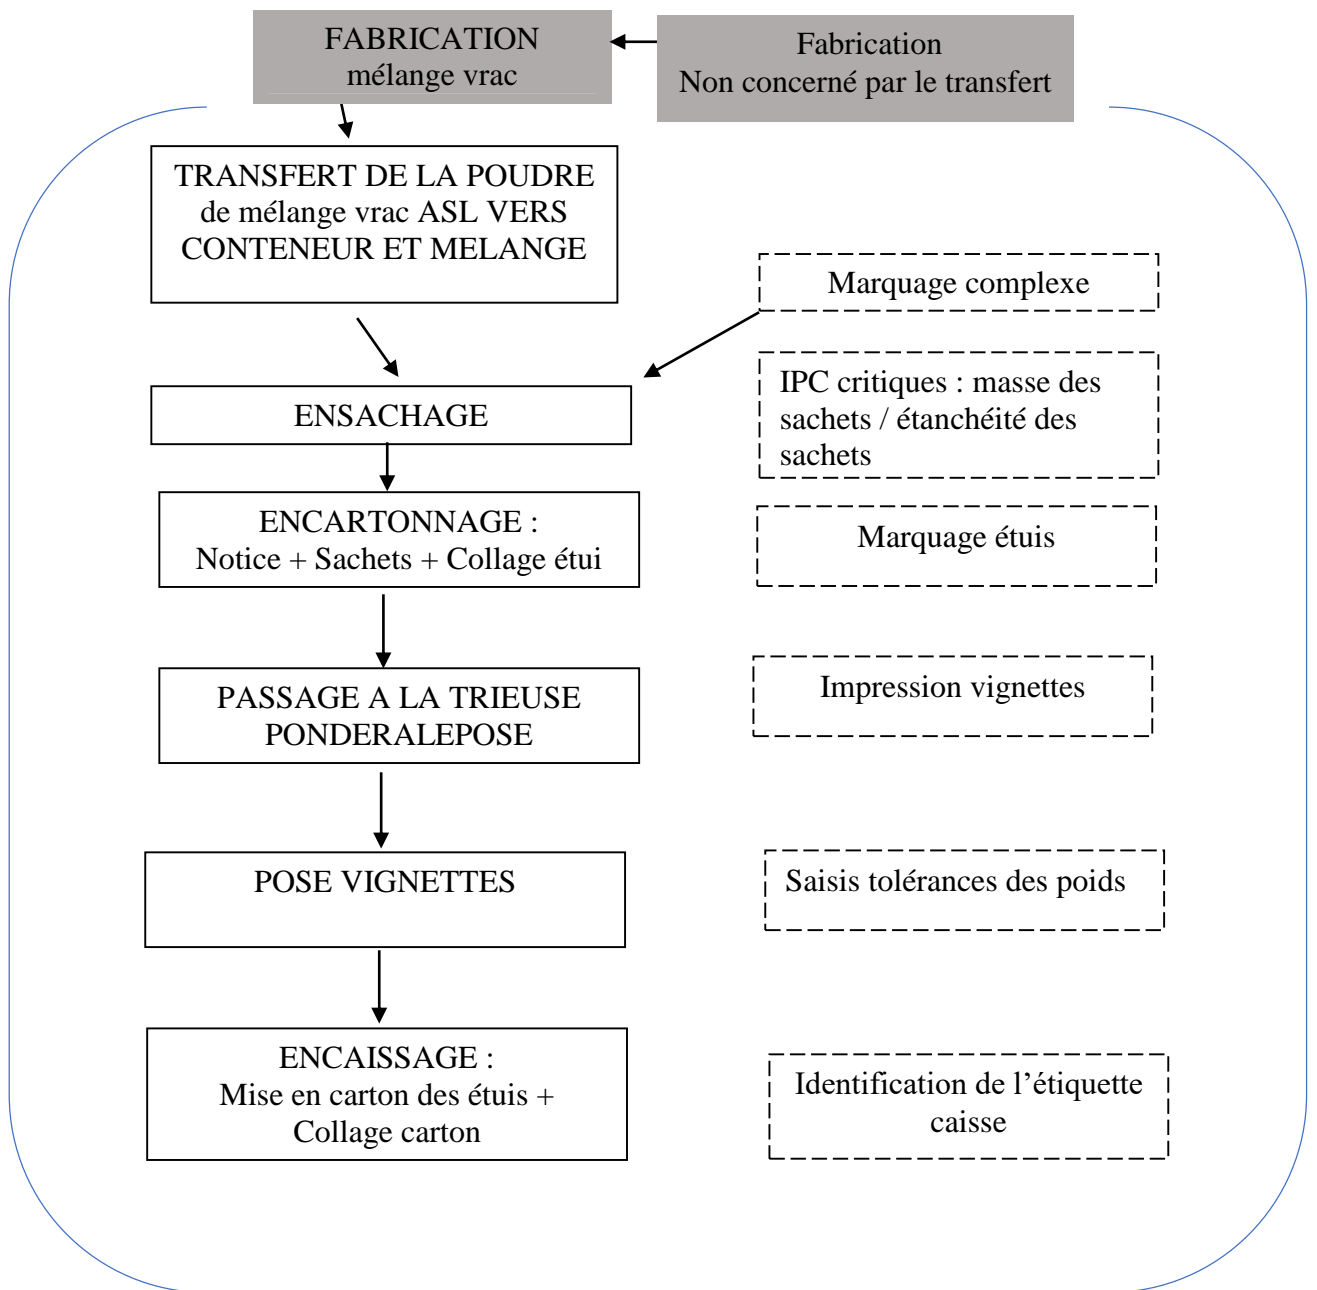 FABRICATION
mélange vrac
Fabrication
Non concerné par le transfert
TRANSFERT DE LA POUDRE
de mélange vrac ASL VERS
CONTENEUR ET MELANGE
Marquage complexe
IPC critiques : masse des
sachets / étanchéité des
sachets
ENSACHAGE
ENCARTONNAGE :
Notice + Sachets + Collage étui
Marquage étuis
PASSAGE A LA TRIEUSE
PONDERALEPOSE
Impression vignettes
POSE VIGNETTES
Saisis tolérances des poids
ENCAISSAGE :
Mise en carton des étuis +
Collage carton
Identification de l’étiquette
caisse